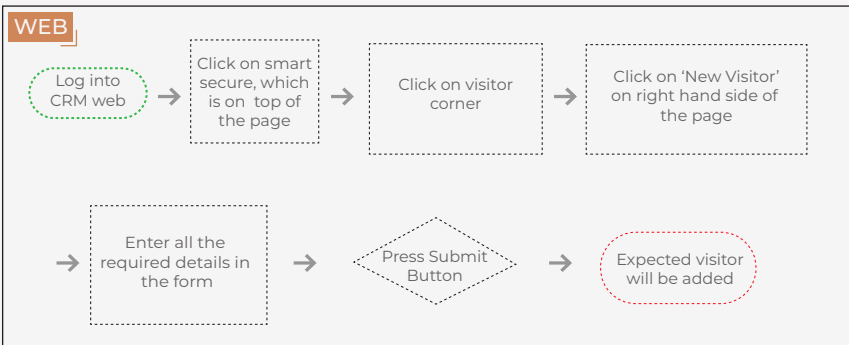 WEB
Log into
CRM web
Click on smart
secure, which
is on top of
the page
Click on visitor
corner
Click on ‘New Visitor’
on right hand side of
the page
Enter all the
required details in
the form
Press Submit
Button
Expected visitor
will be added